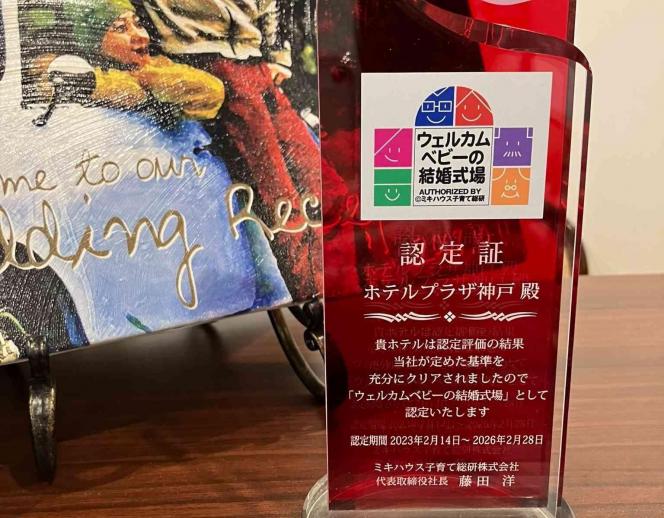 me to our
dding Rec
ウェルカム
ベビーの
結婚式場
AUTHORIZED BY
©ミキハウス子育て総研
認定証
ホテルプラザ神戸 殿
貴ホテルは認定評価の結果
当社が定めた基準を
充分にクリアされましたので
「ウェルカムベビーの結婚式場」として
認定いたします
認定期間 2023年2月14日～2026年2月28日
ミキハウス子育て総研株式会社
代表取締役社長 藤田 洋